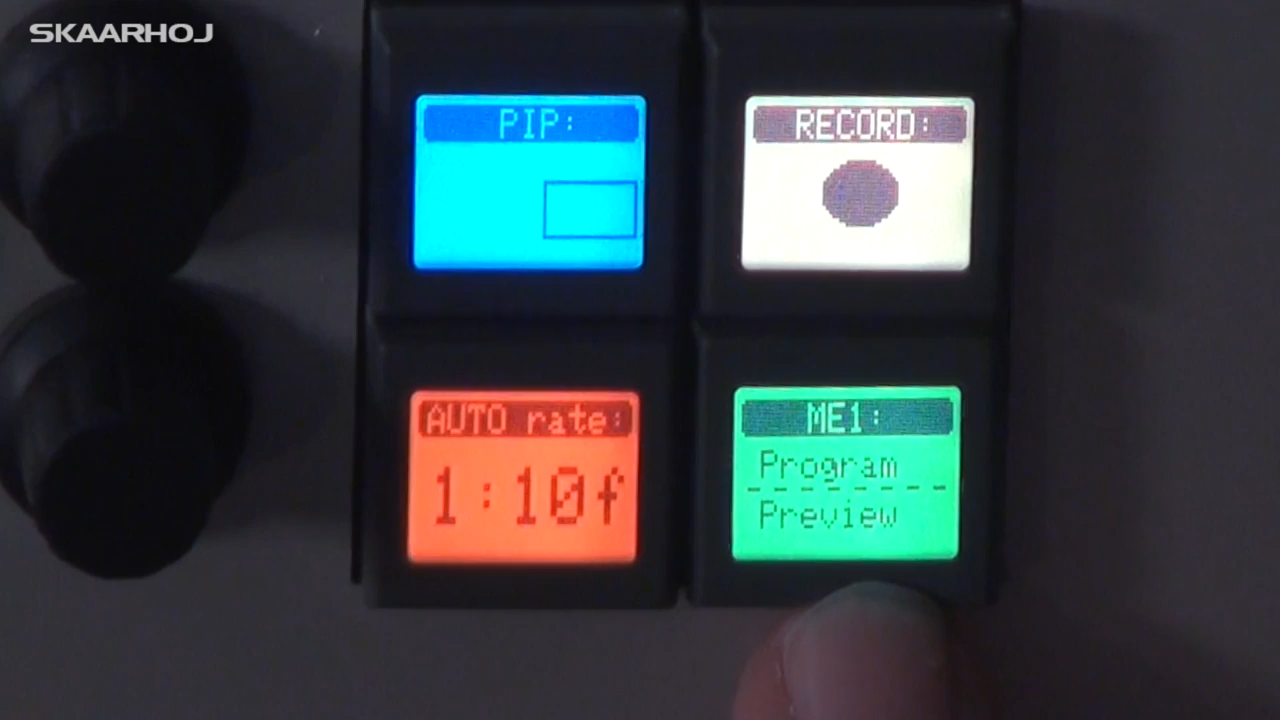 SKAARHOJ
PIP:
RECORD:
AUTO rate:
1:10f
ME1:
Program
Preview